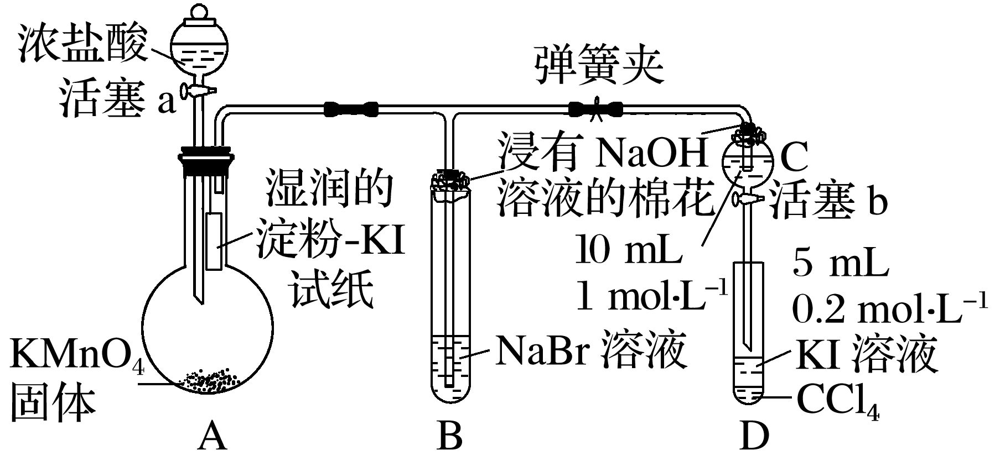 浓盐酸
活塞 a
弹簧夹
浸有 NaOH
溶液的棉花
C
活塞 b
湿润的
淀粉-KI
试纸
10 mL
1 mol·L⁻¹
5 mL
0.2 mol·L⁻¹
KI 溶液
CCl₄
NaBr 溶液
KMnO₄
固体
A
B
D